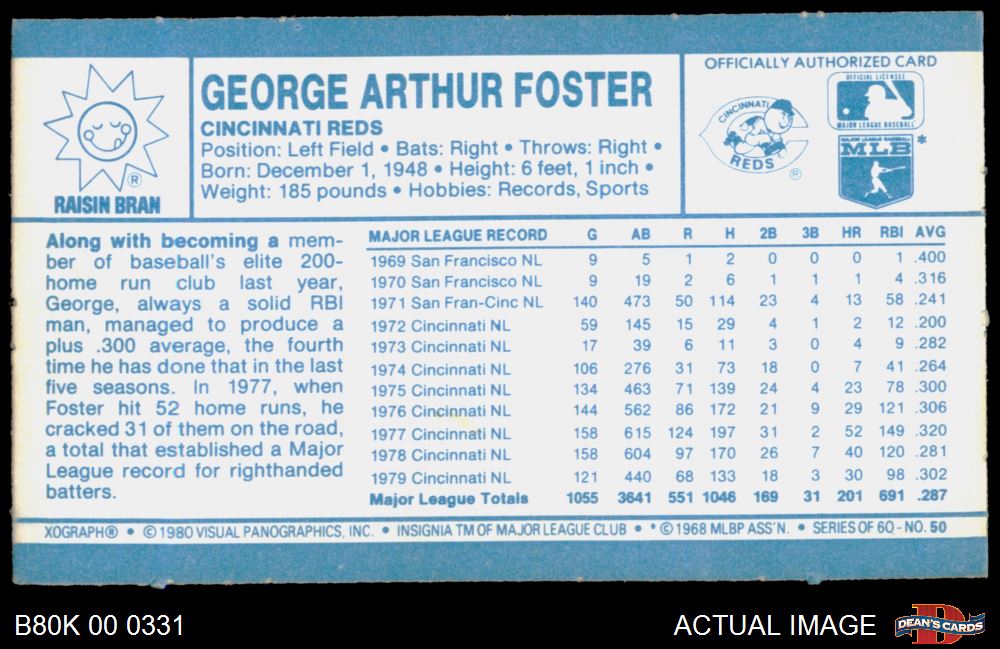 RAISIN BRAN
®
GEORGE ARTHUR FOSTER
CINCINNATI REDS
Position: Left Field • Bats: Right • Throws: Right •
Born: December 1, 1948 • Height: 6 feet, 1 inch •
Weight: 185 pounds • Hobbies: Records, Sports
OFFICIALLY AUTHORIZED CARD
CINCINNATI
REDS
®
OFFICIAL LICENSEE
MAJOR LEAGUE BASEBALL
MAJOR LEAGUE BASEBALL
MLB *
Along with becoming a mem-
ber of baseball's elite 200-
home run club last year,
George, always a solid RBI
man, managed to produce a
plus .300 average, the fourth
time he has done that in the last
five seasons. In 1977, when
Foster hit 52 home runs, he
cracked 31 of them on the road,
a total that established a Major
League record for righthanded
batters.
MAJOR LEAGUE RECORD G AB R H 2B 3B HR RBI AVG
1969 San Francisco NL 9 5 1 2 0 0 0 1 .400
1970 San Francisco NL 9 19 2 6 1 1 1 4 .316
1971 San Fran-Cinc NL 140 473 50 114 23 4 13 58 .241
1972 Cincinnati NL 59 145 15 29 4 1 2 12 .200
1973 Cincinnati NL 17 39 6 11 3 0 4 9 .282
1974 Cincinnati NL 106 276 31 73 18 0 7 41 .264
1975 Cincinnati NL 134 463 71 139 24 4 23 78 .300
1976 Cincinnati NL 144 562 86 172 21 9 29 121 .306
1977 Cincinnati NL 158 615 124 197 31 2 52 149 .320
1978 Cincinnati NL 158 604 97 170 26 7 40 120 .281
1979 Cincinnati NL 121 440 68 133 18 3 30 98 .302
Major League Totals 1055 3641 551 1046 169 31 201 691 .287
XOGRAPH® • ©1980 VISUAL PANOGRAPHICS, INC. • INSIGNIA TM OF MAJOR LEAGUE CLUB • * ©1968 MLBP ASS'N. • SERIES OF 60 - NO. 50
B80K 00 0331
ACTUAL IMAGE
DEAN'S CARDS